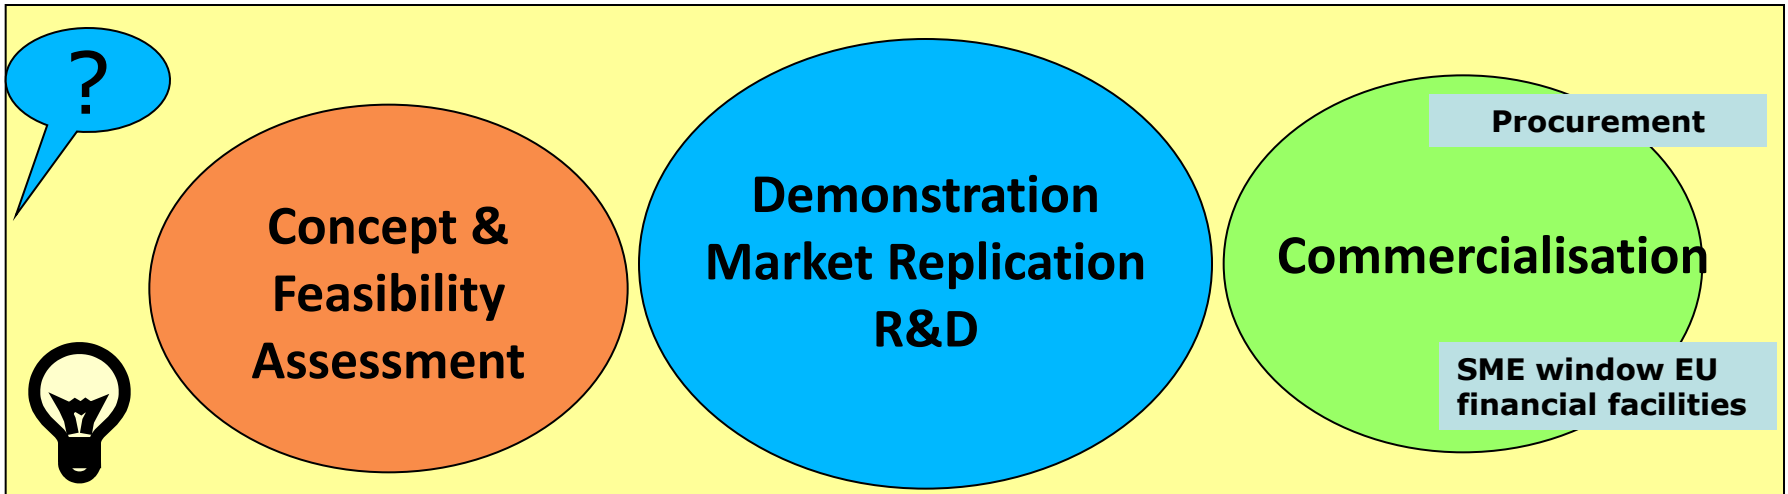 ?
Concept &
Feasibility
Assessment
Demonstration
Market Replication
R&D
Procurement
Commercialisation
SME window EU
financial facilities